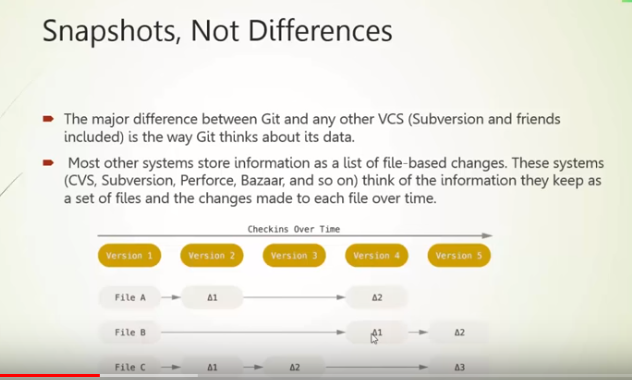 Snapshots, Not Differences
The major difference between Git and any other VCS (Subversion and friends
included) is the way Git thinks about its data.
Most other systems store information as a list of file-based changes. These systems
(CVS, Subversion, Perforce, Bazaar, and so on) think of the information they keep as
a set of files and the changes made to each file over time.
Checkins Over Time
Version 1 Version 2 Version 3 Version 4 Version 5
File A Δ1 Δ2
File B Δ1 Δ2
File C Δ1 Δ2 Δ3